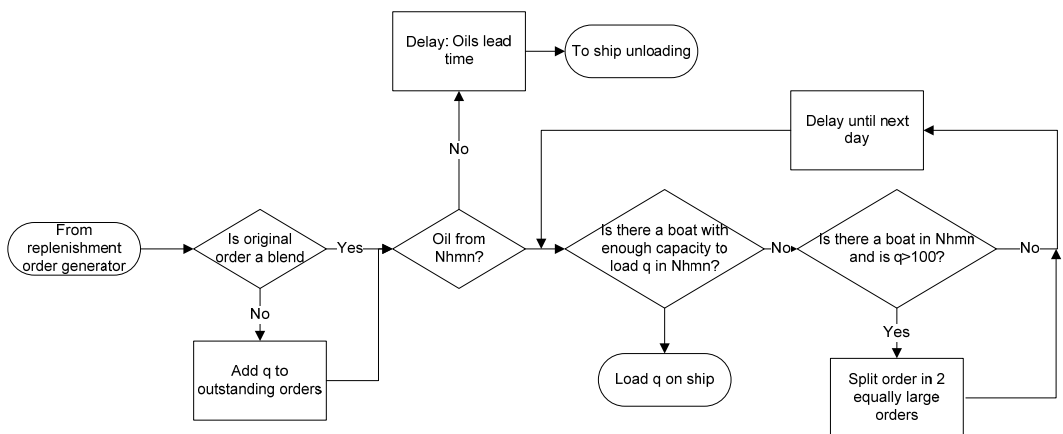 Delay: Oils lead
time
To ship unloading
Delay until next
day
No
From
replenishment
order generator
Is original
order a blend
Yes
Oil from
Nhmn?
Is there a boat with
enough capacity to
load q in Nhmn?
No
Is there a boat in Nhmn
and is q>100?
No
No
Yes
Add q to
outstanding orders
Load q on ship
Split order in 2
equally large
orders